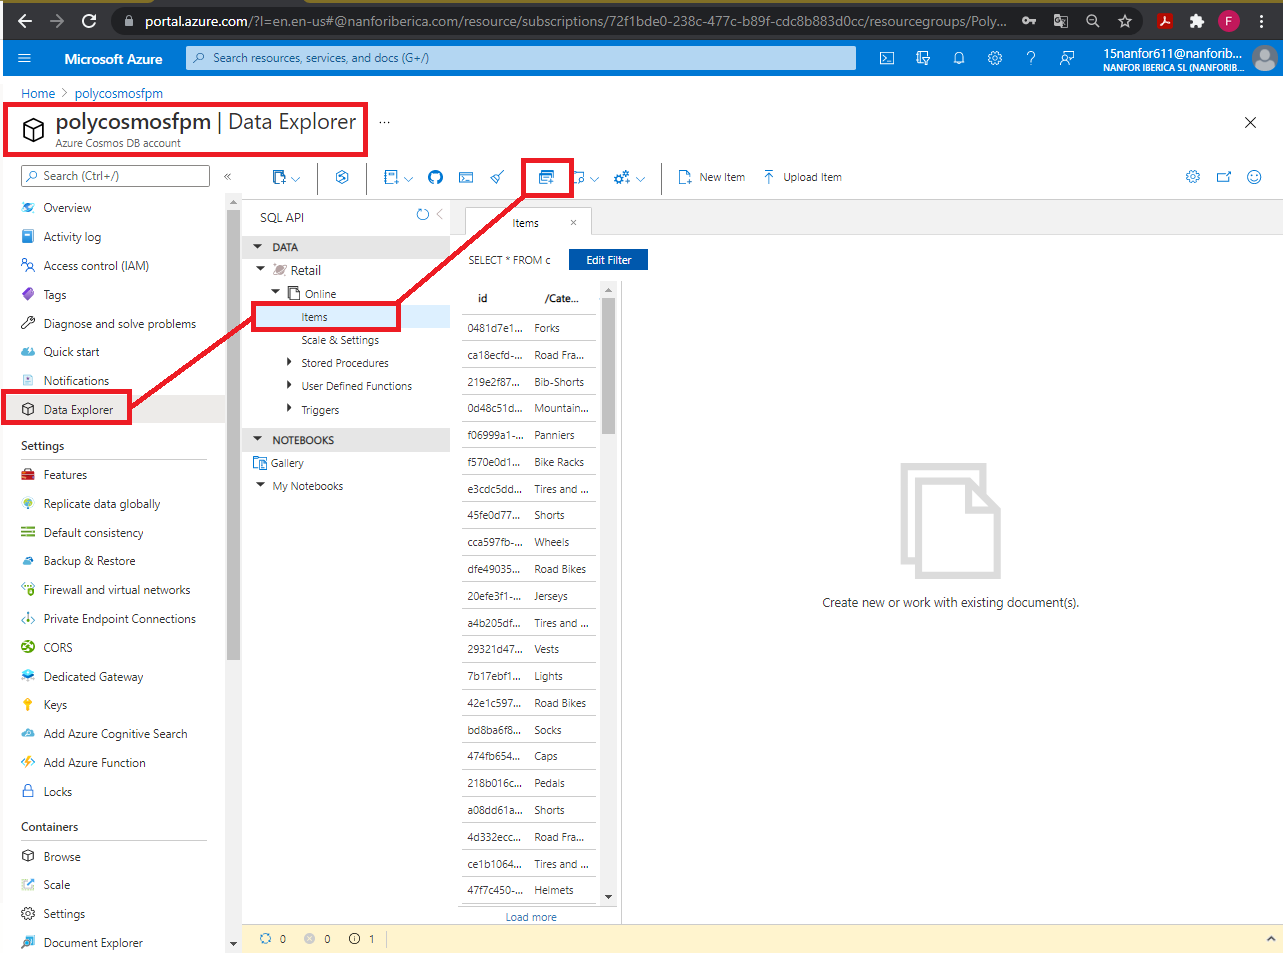 portal.azure.com/?l=en.en-us#@nanforiberica.com/resource/subscriptions/72f1bde0-238c-477c-b89f-cdc8b883d0cc/resourcegroups/Poly...
F
Microsoft Azure
Search resources, services, and docs (G+/)
15nanfor611@nanforib...
NANFOR IBERICA SL (NANFORIB...
Home > polycosmosfpm
polycosmosfpm | Data Explorer ...
Azure Cosmos DB account
Search (Ctrl+/)
«
New Item
Upload Item
Overview
Activity log
Access control (IAM)
Tags
Diagnose and solve problems
Quick start
Notifications
Data Explorer
Settings
Features
Replicate data globally
Default consistency
Backup & Restore
Firewall and virtual networks
Private Endpoint Connections
CORS
Dedicated Gateway
Keys
Add Azure Cognitive Search
Add Azure Function
Locks
Containers
Browse
Scale
Settings
Document Explorer
SQL API
DATA
Retail
Online
Items
Scale & Settings
Stored Procedures
User Defined Functions
Triggers
NOTEBOOKS
Gallery
My Notebooks
Items
SELECT * FROM c
Edit Filter
id /Cate...
0481d7e1... Forks
ca18ecfd-... Road Fra...
219e2f87... Bib-Shorts
0d48c51d... Mountain...
f06999a1-... Panniers
f570e0d1... Bike Racks
e3cdc5dd... Tires and ...
45fe0d77... Shorts
cca597fb-... Wheels
dfe49035... Road Bikes
20efe3f1-... Jerseys
a4b205df... Tires and ...
29321d47... Vests
7b17ebf1... Lights
42e1c597... Road Bikes
bd8ba6f8... Socks
474fb654... Caps
218b016c... Pedals
a08dd61a... Shorts
4d332ecc... Road Fra...
ce1b1064... Tires and ...
47f7c450-... Helmets
Load more
Create new or work with existing document(s).
0 0 1